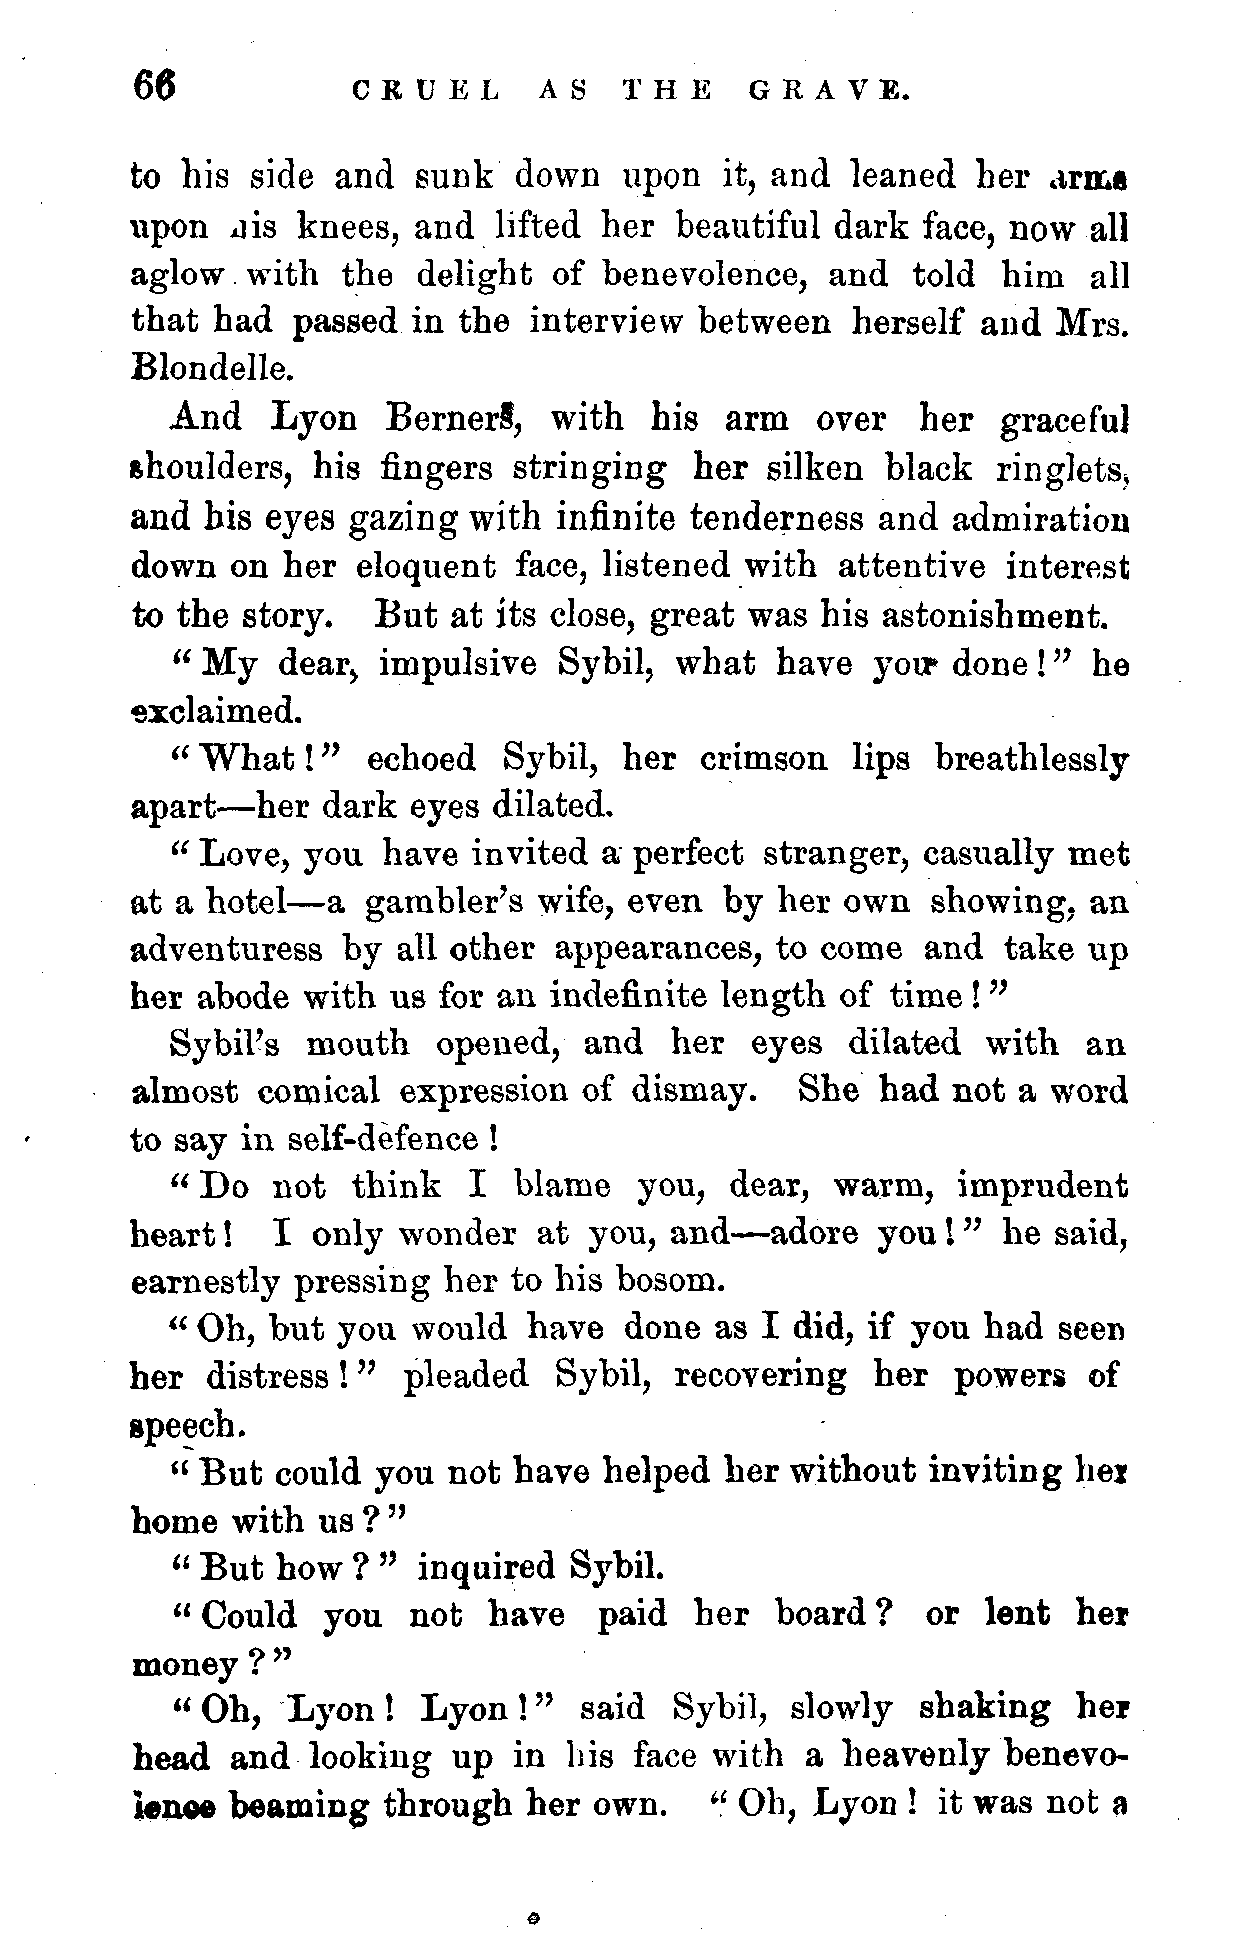 66 CRUEL AS THE GRAVE.
to his side and sunk down upon it, and leaned her arms
upon his knees, and lifted her beautiful dark face, now all
aglow with the delight of benevolence, and told him all
that had passed in the interview between herself and Mrs.
Blondelle.
And Lyon Berners, with his arm over her graceful
shoulders, his fingers stringing her silken black ringlets,
and his eyes gazing with infinite tenderness and admiration
down on her eloquent face, listened with attentive interest
to the story. But at its close, great was his astonishment.
“My dear, impulsive Sybil, what have you done!” he
exclaimed.
“What!” echoed Sybil, her crimson lips breathlessly
apart—her dark eyes dilated.
“Love, you have invited a perfect stranger, casually met
at a hotel—a gambler’s wife, even by her own showing, an
adventuress by all other appearances, to come and take up
her abode with us for an indefinite length of time!”
Sybil’s mouth opened, and her eyes dilated with an
almost comical expression of dismay. She had not a word
to say in self-defence!
“Do not think I blame you, dear, warm, imprudent
heart! I only wonder at you, and—adore you!” he said,
earnestly pressing her to his bosom.
“Oh, but you would have done as I did, if you had seen
her distress!” pleaded Sybil, recovering her powers of
speech.
“But could you not have helped her without inviting her
home with us?”
“But how?” inquired Sybil.
“Could you not have paid her board? or lent her
money?”
“Oh, Lyon! Lyon!” said Sybil, slowly shaking her
head and looking up in his face with a heavenly benevo-
lence beaming through her own. “Oh, Lyon! it was not a